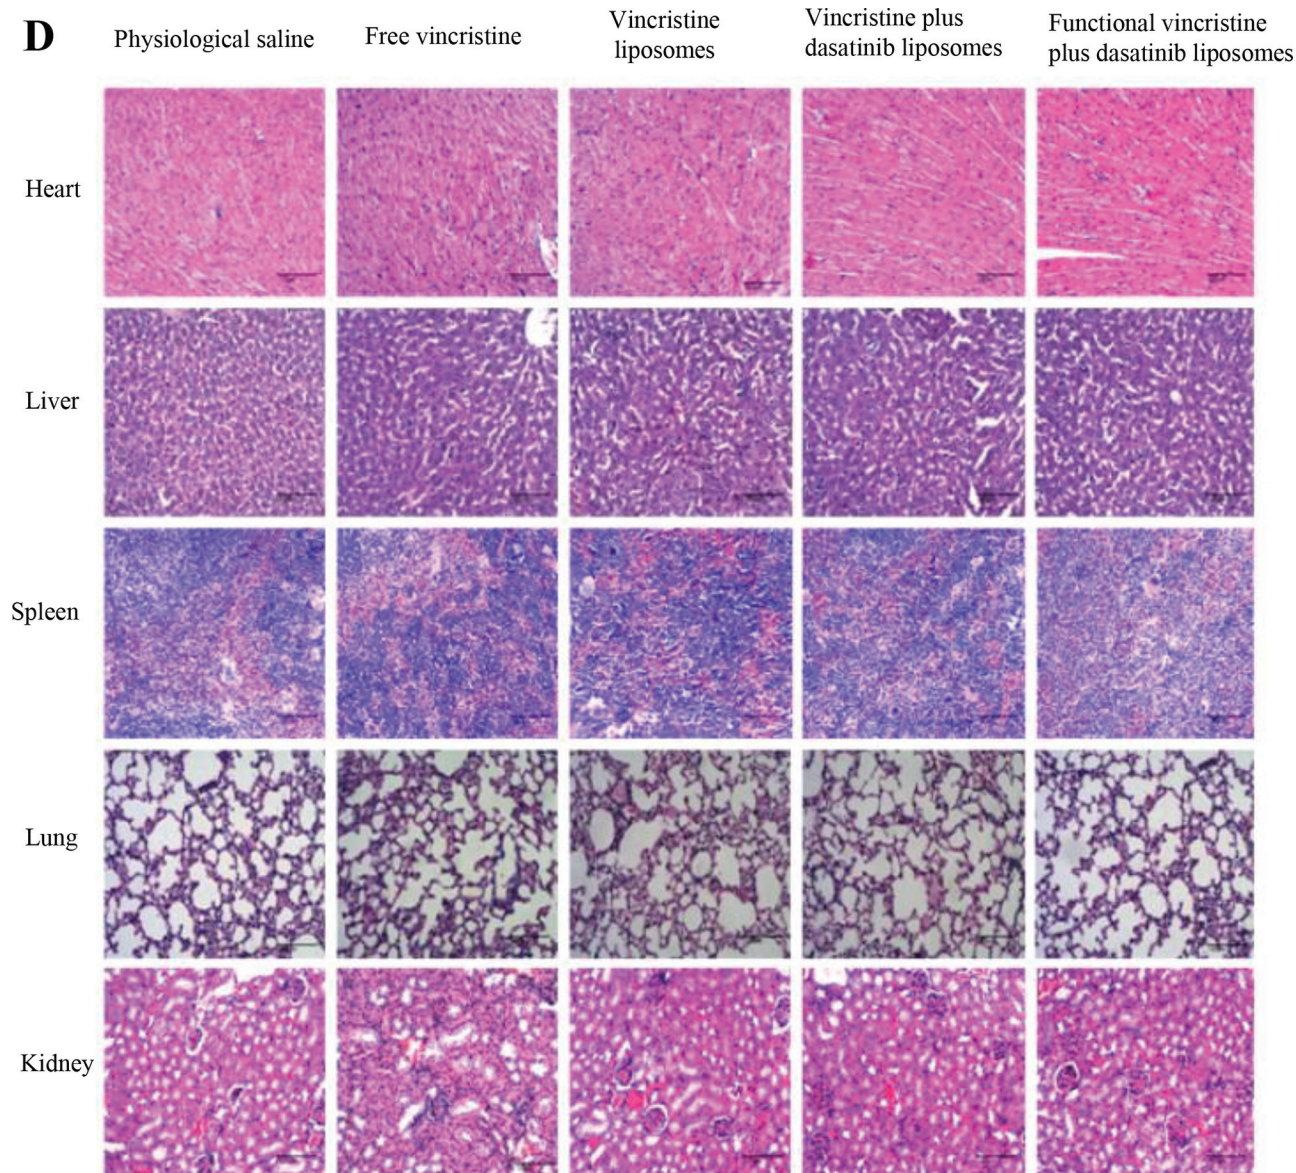 D
Physiological saline
Free vincristine
Vincristine
liposomes
Vincristine plus
dasatinib liposomes
Functional vincristine
plus dasatinib liposomes
Heart
Liver
Spleen
Lung
Kidney